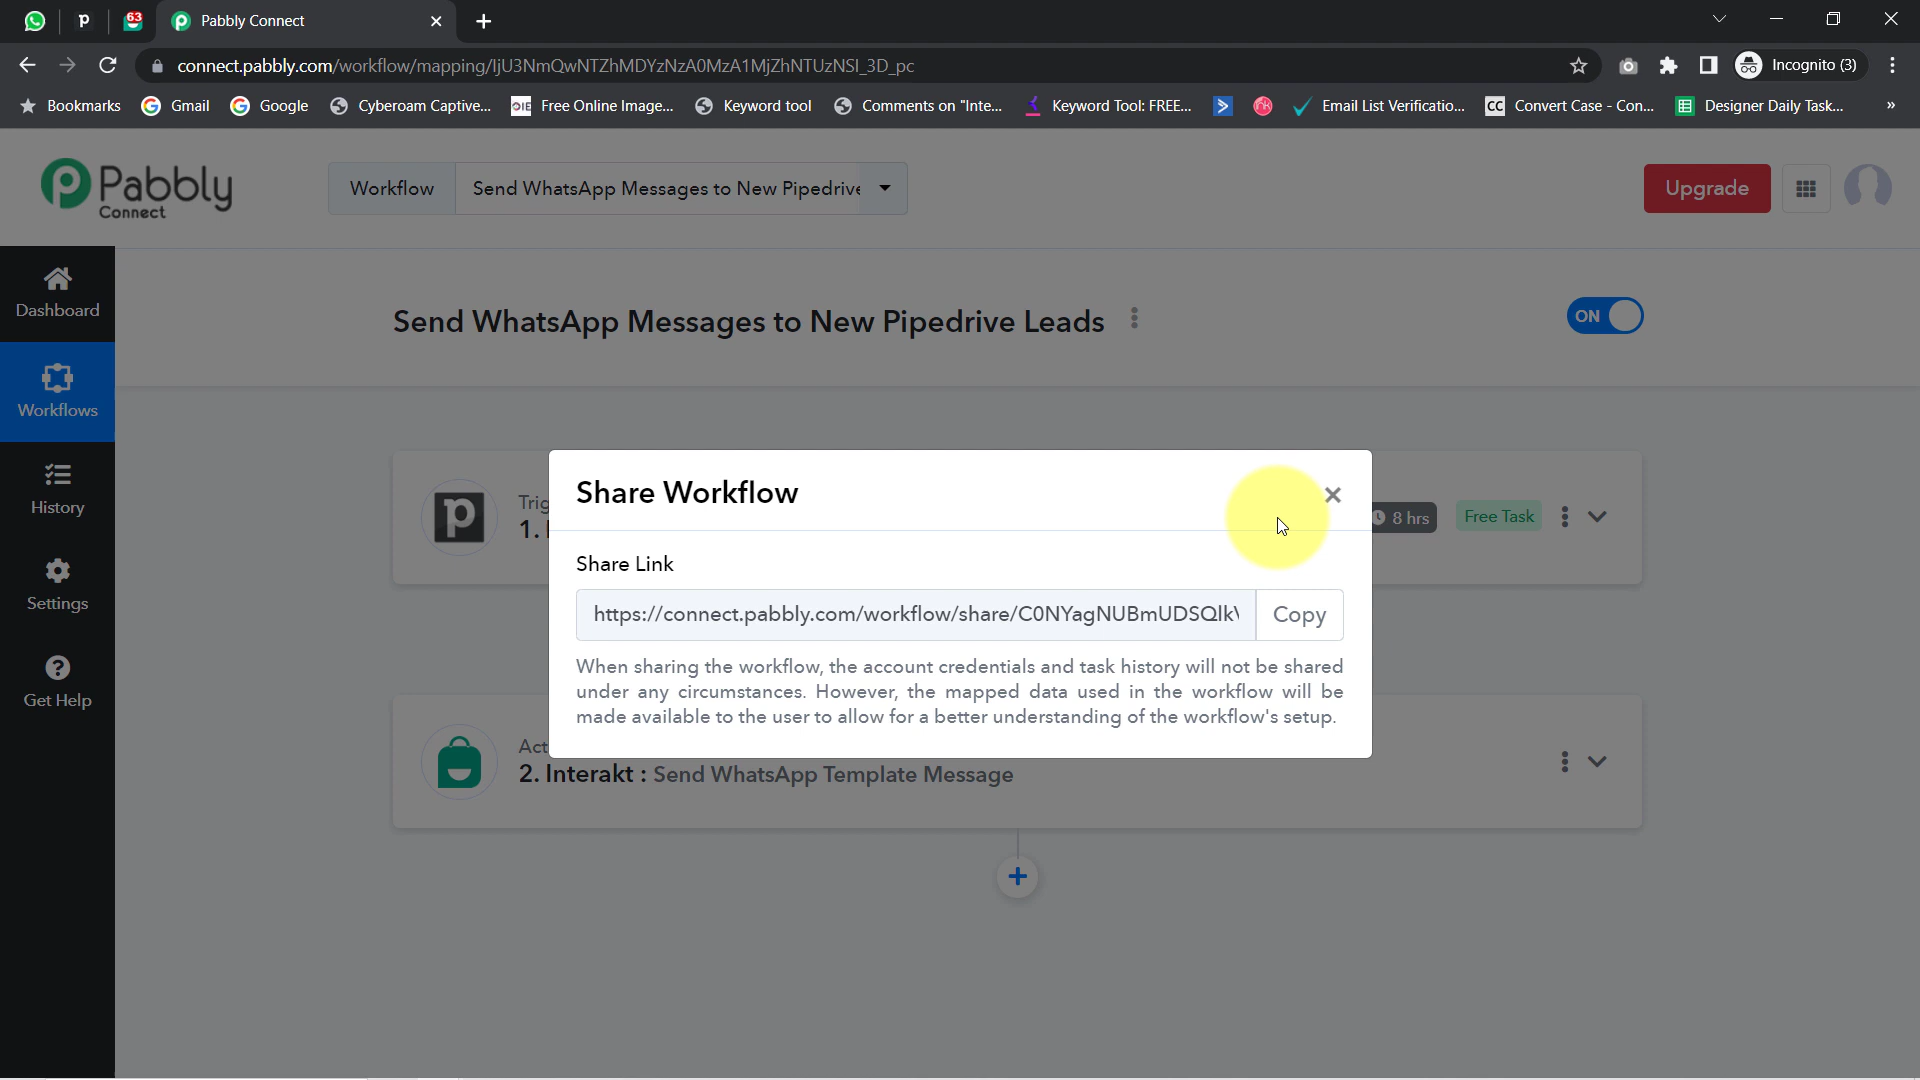 63
Pabbly Connect
connect.pabbly.com/workflow/mapping/IjU3NmQwNTZhMDYzNzA0MzA1MjZhNTUzNSI_3D_pc
Incognito (3)
Bookmarks
Gmail
Google
Cyberoam Captive...
OIE
Free Online Image...
Keyword tool
Comments on "Inte...
Keyword Tool: FREE...
Email List Verificatio...
CC
Convert Case - Con...
Designer Daily Task...
»
Pabbly
Connect
Workflow
Send WhatsApp Messages to New Pipedrive
Upgrade
Dashboard
Workflows
History
Settings
Get Help
Send WhatsApp Messages to New Pipedrive Leads
ON
Trig
1.
8 hrs
Free Task
Share Workflow
Share Link
https://connect.pabbly.com/workflow/share/C0NYagNUBmUDSQlk
Copy
When sharing the workflow, the account credentials and task history will not be shared
under any circumstances. However, the mapped data used in the workflow will be
made available to the user to allow for a better understanding of the workflow's setup.
Act
2. Interakt : Send WhatsApp Template Message